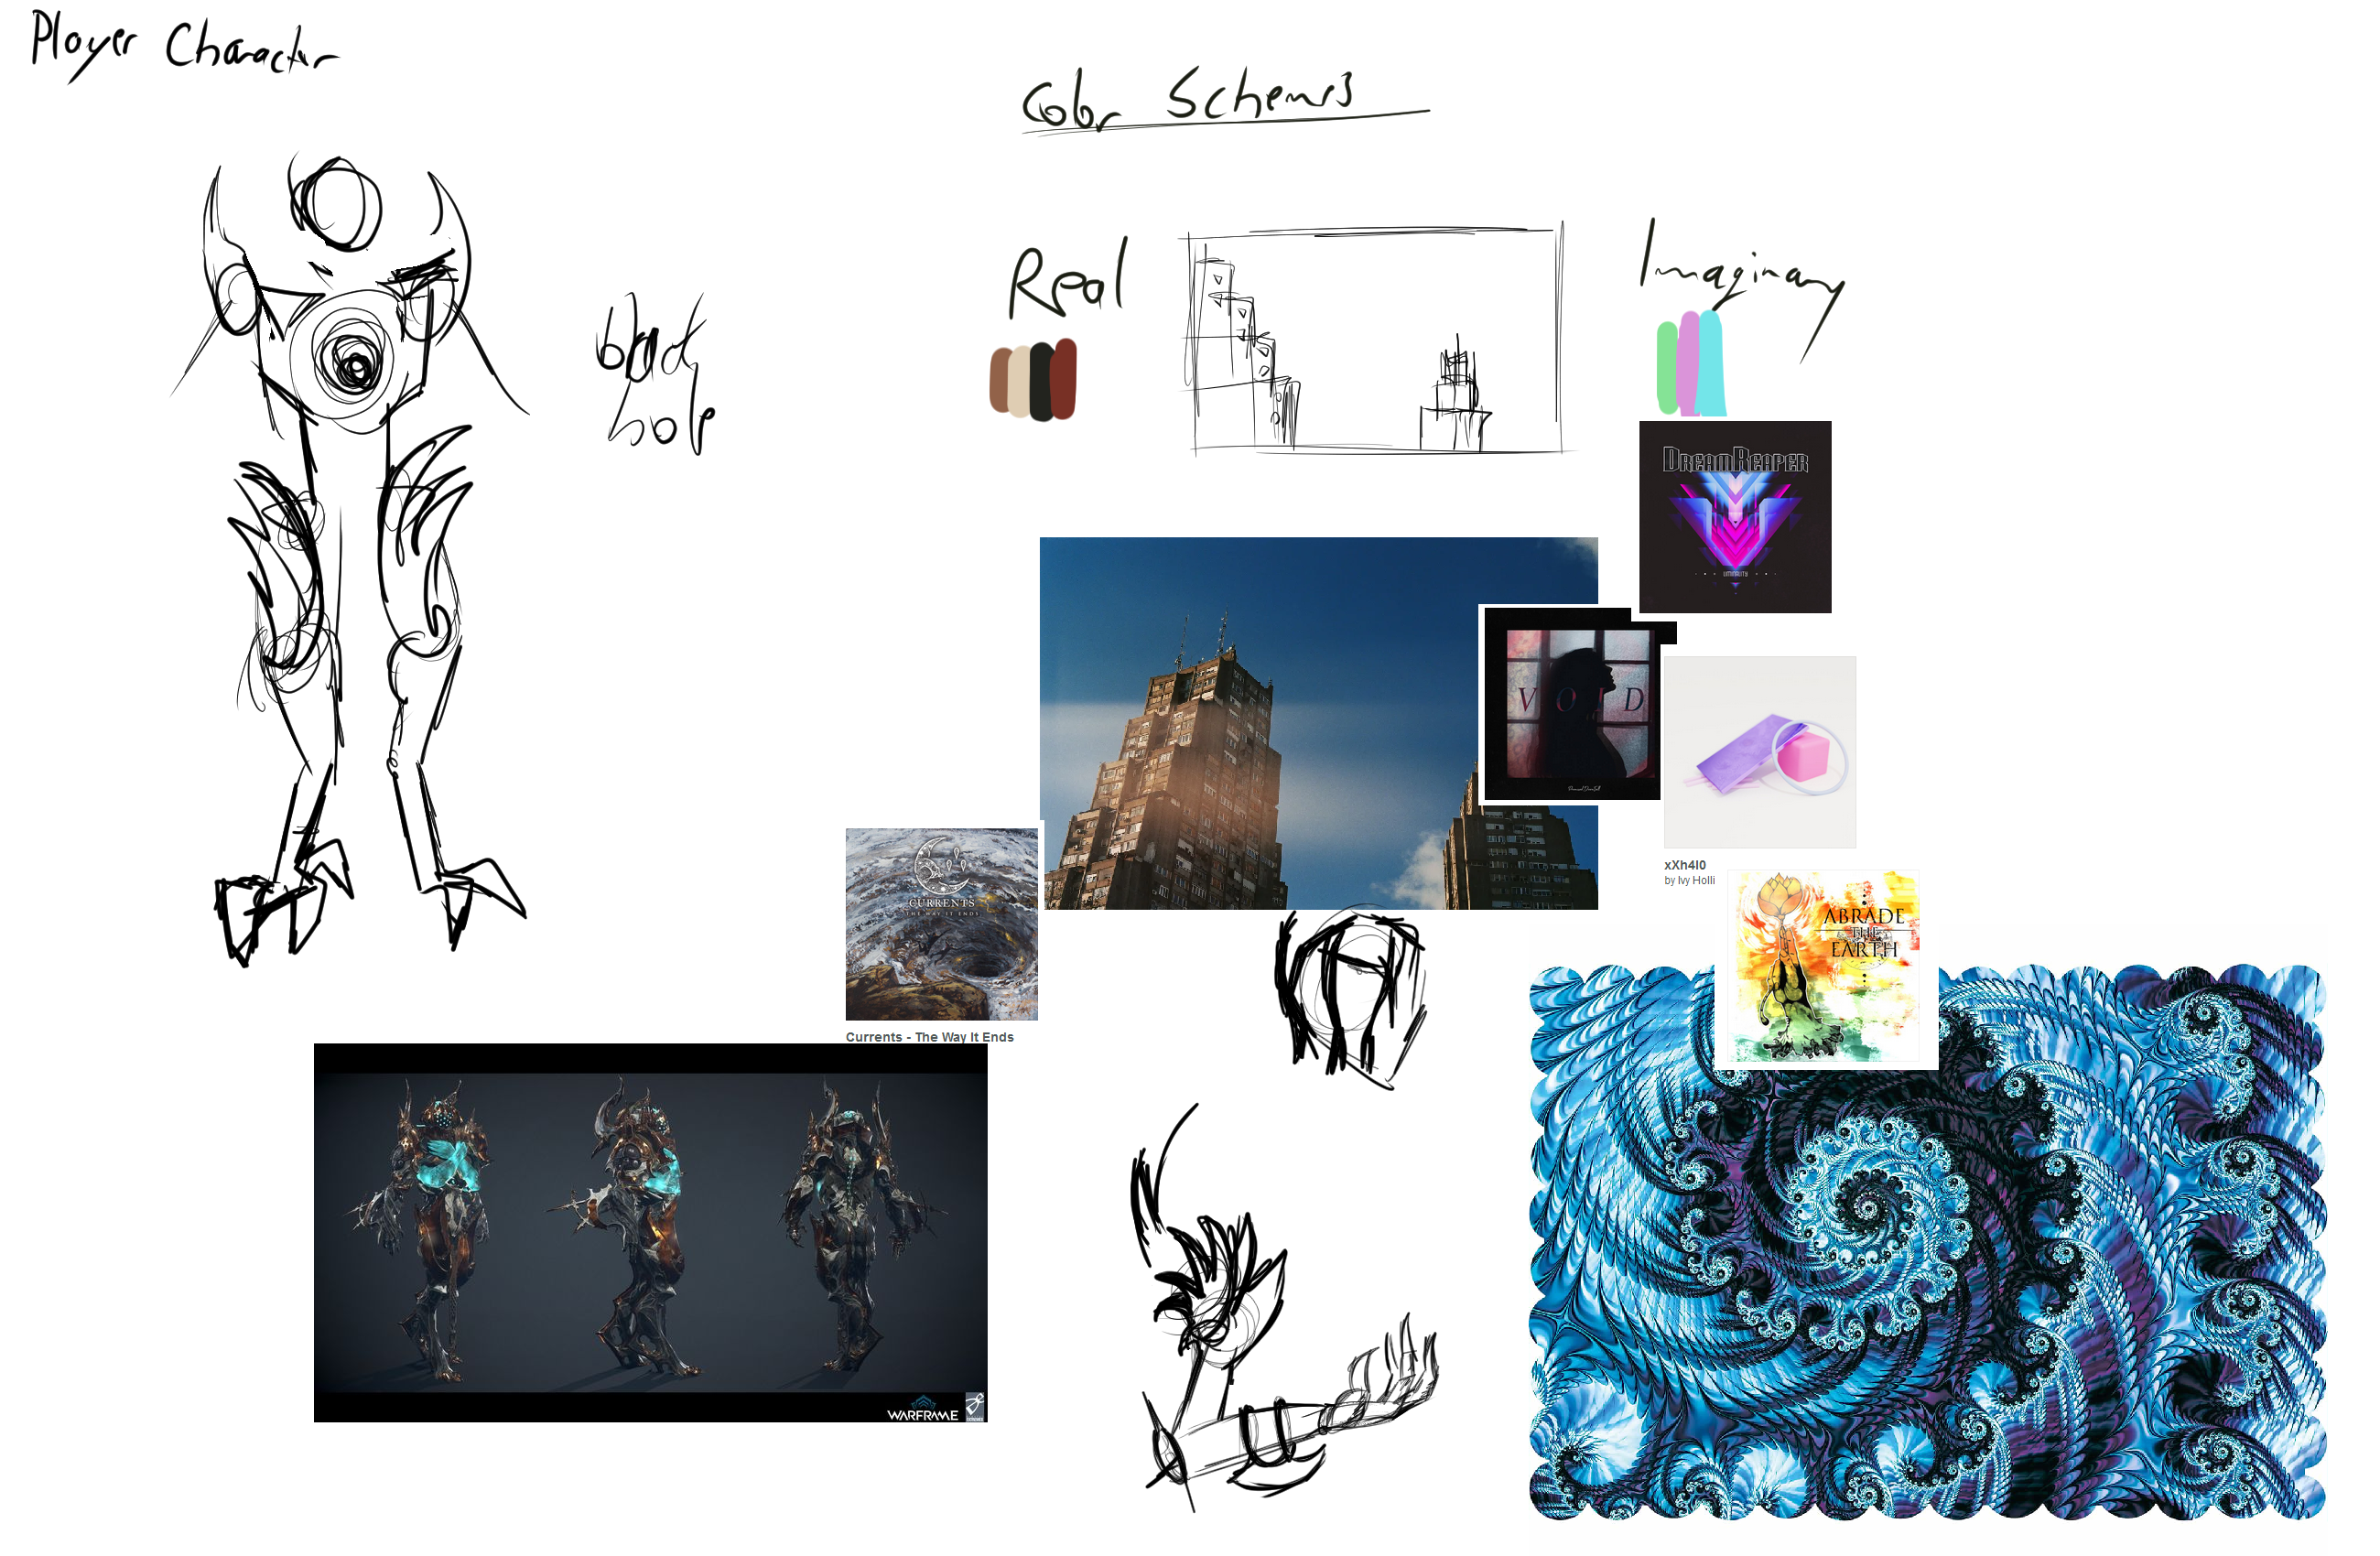 Player Character
Color Schemes
Real
Imaginary
black
hole
DREAMREAPER
VOID
xXh4l0
by Ivy Holli
CURRENTS
THE WAY IT ENDS
Currents - The Way It Ends
ABRADE
THE
EARTH
WARFRAME